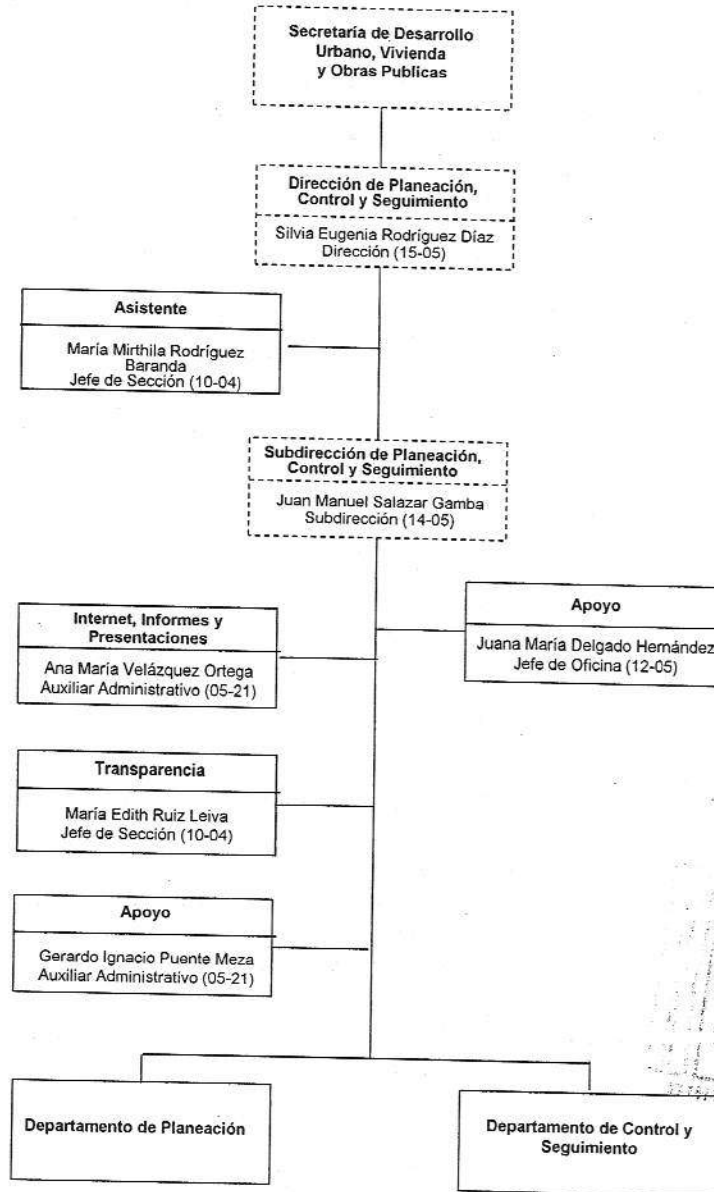 Secretaría de Desarrollo
Urbano, Vivienda
y Obras Publicas
Dirección de Planeación,
Control y Seguimiento
Silvia Eugenia Rodríguez Díaz
Dirección (15-05)
Asistente
María Mirthila Rodríguez
Baranda
Jefe de Sección (10-04)
Subdirección de Planeación,
Control y Seguimiento
Juan Manuel Salazar Gamba
Subdirección (14-05)
Internet, Informes y
Presentaciones
Ana María Velázquez Ortega
Auxiliar Administrativo (05-21)
Apoyo
Juana María Delgado Hernández
Jefe de Oficina (12-05)
Transparencia
María Edith Ruiz Leiva
Jefe de Sección (10-04)
Apoyo
Gerardo Ignacio Puente Meza
Auxiliar Administrativo (05-21)
Departamento de Planeación
Departamento de Control y
Seguimiento